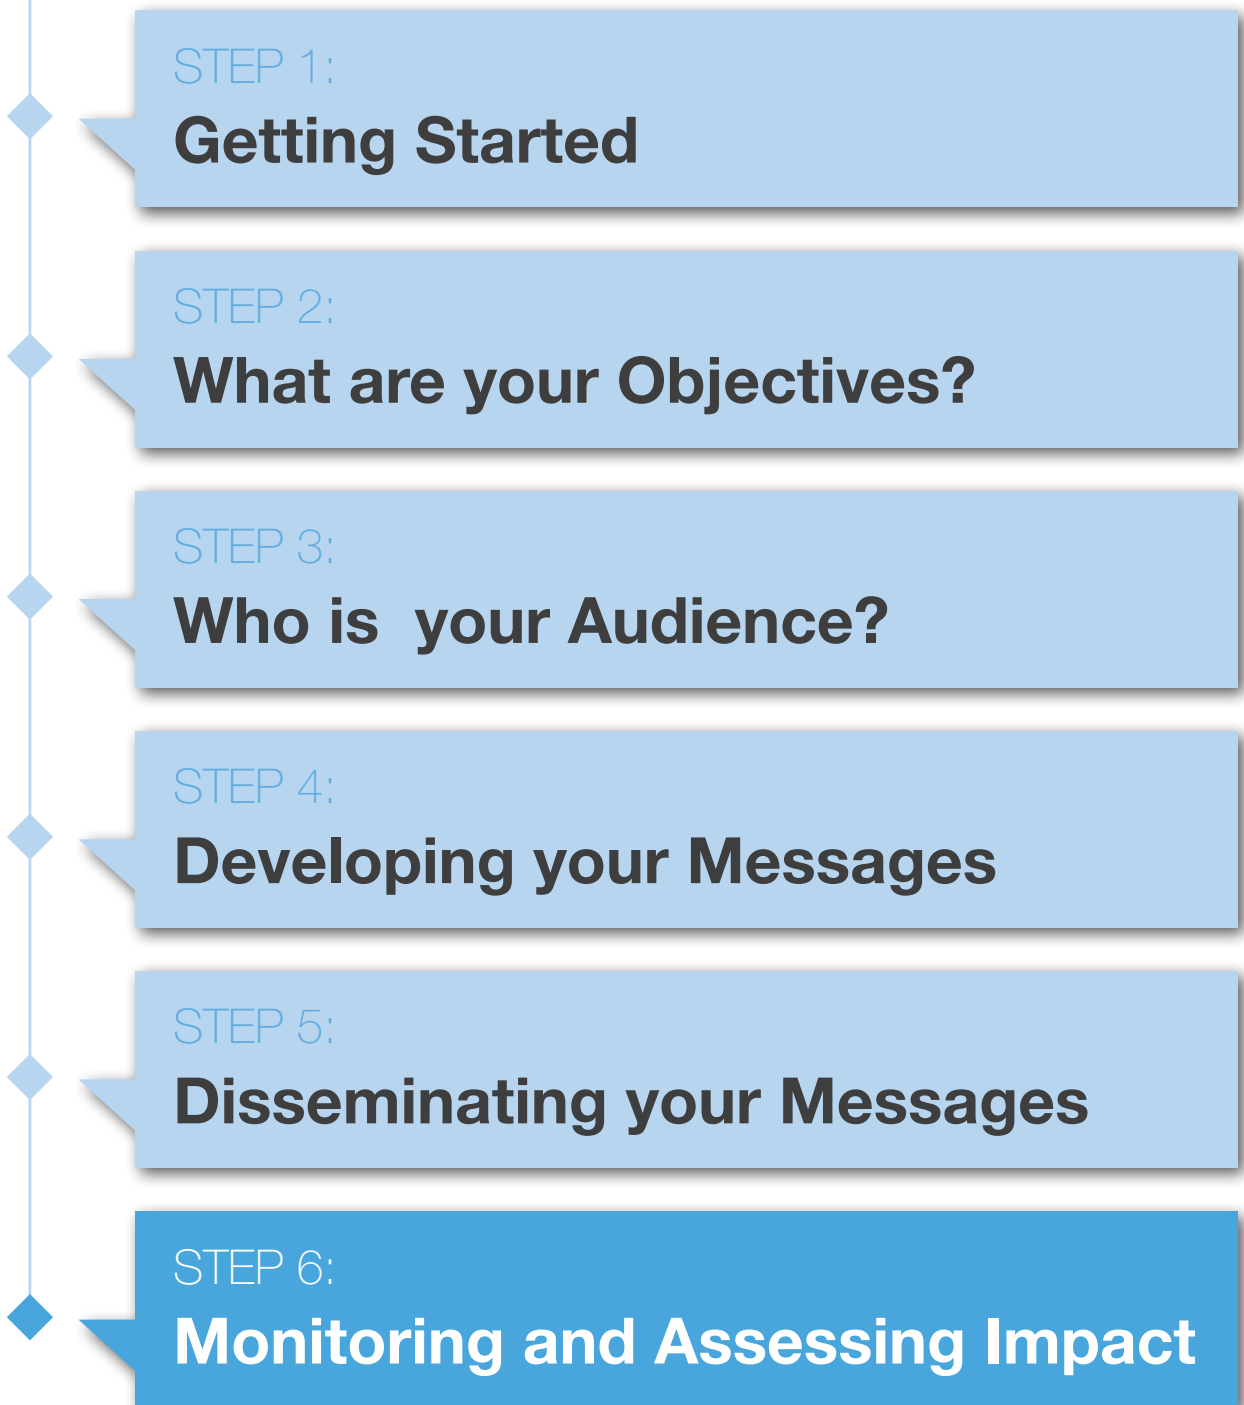 STEP 1:
Getting Started
STEP 2:
What are your Objectives?
STEP 3:
Who is  your Audience?
STEP 4:
Developing your Messages
STEP 5:
Disseminating your Messages
STEP 6:
Monitoring and Assessing Impact